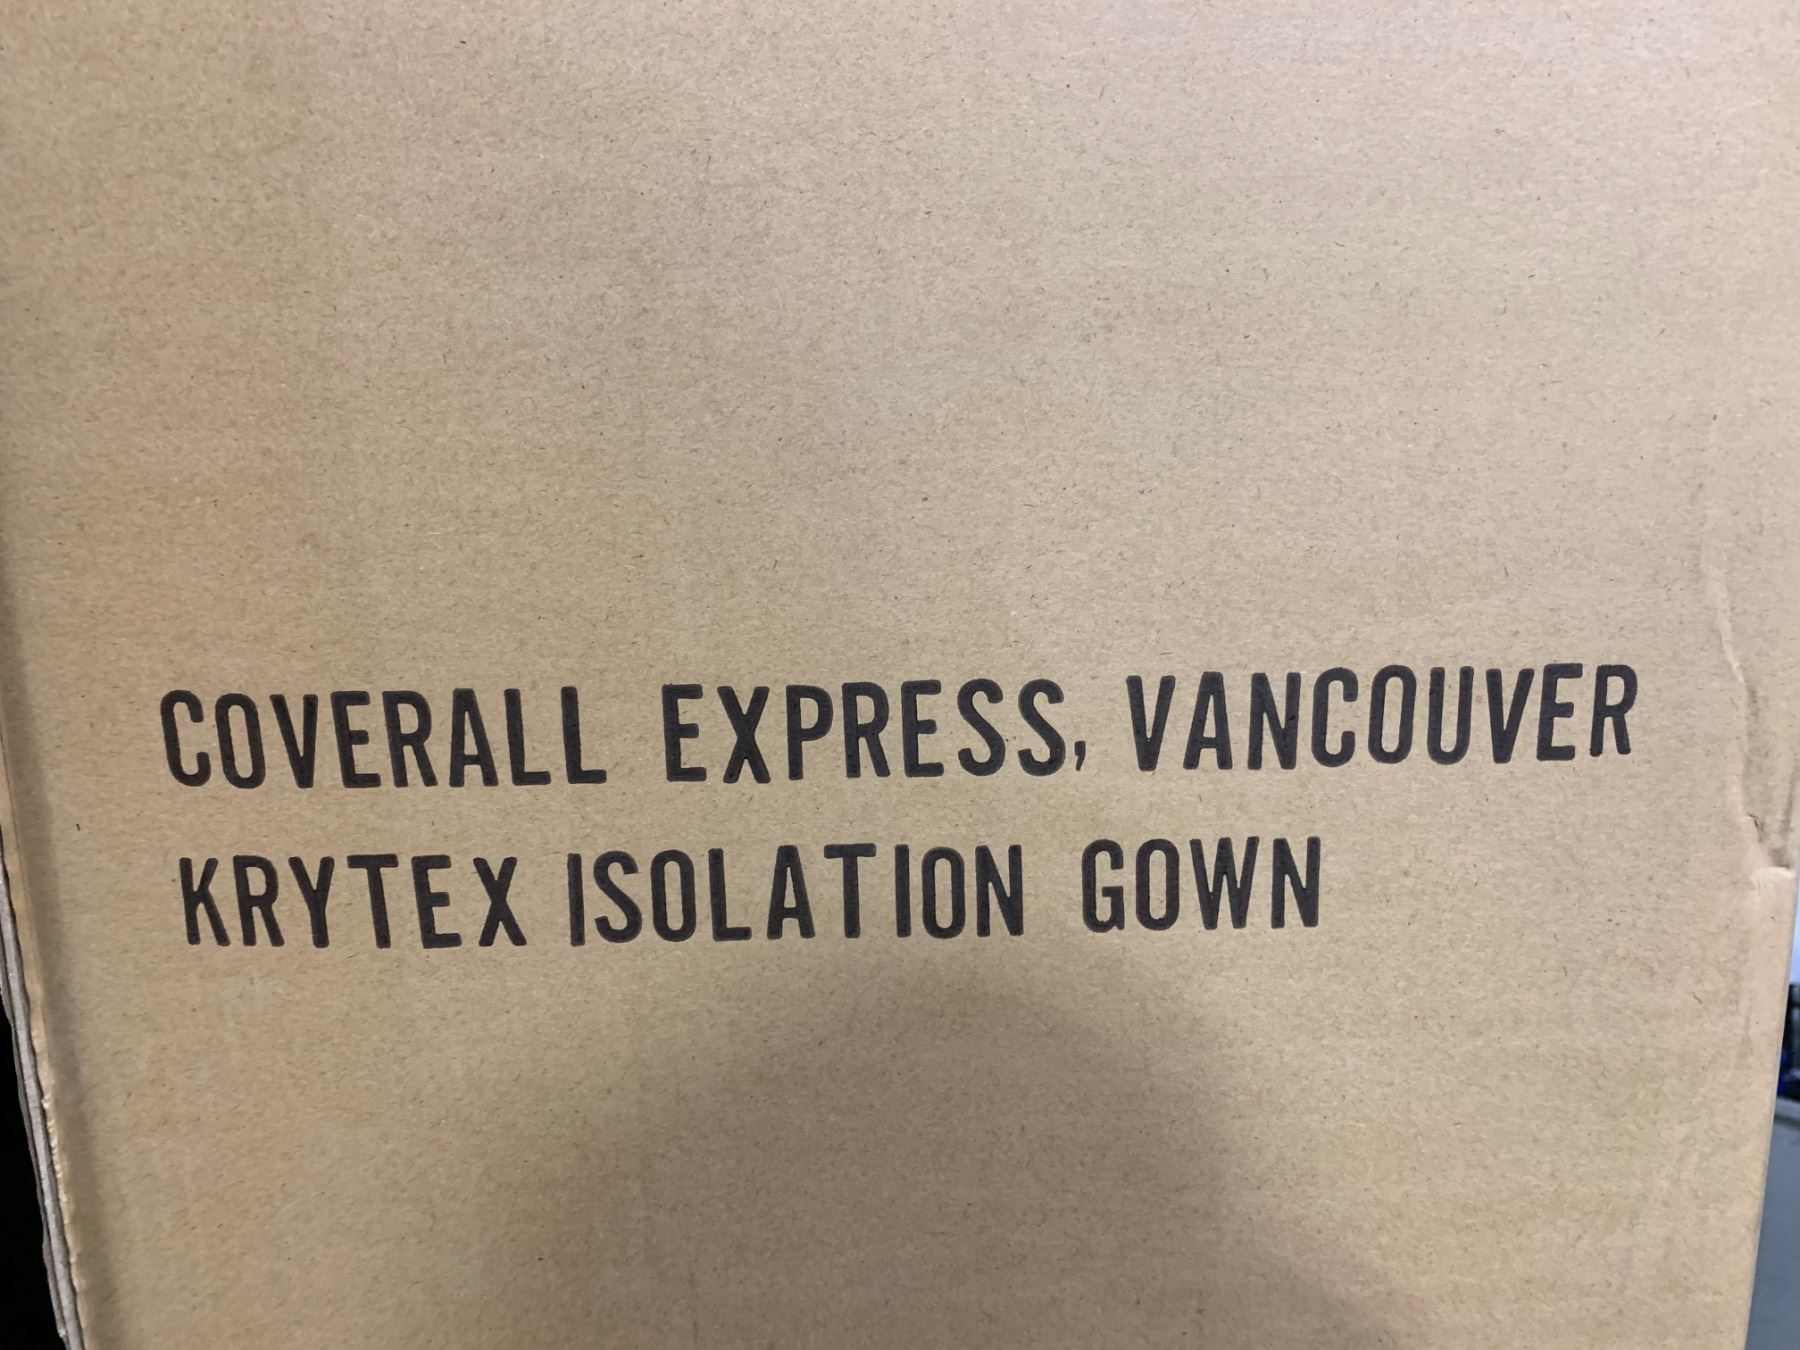 COVERALL EXPRESS, VANCOUVER
KRYTEX ISOLATION GOWN